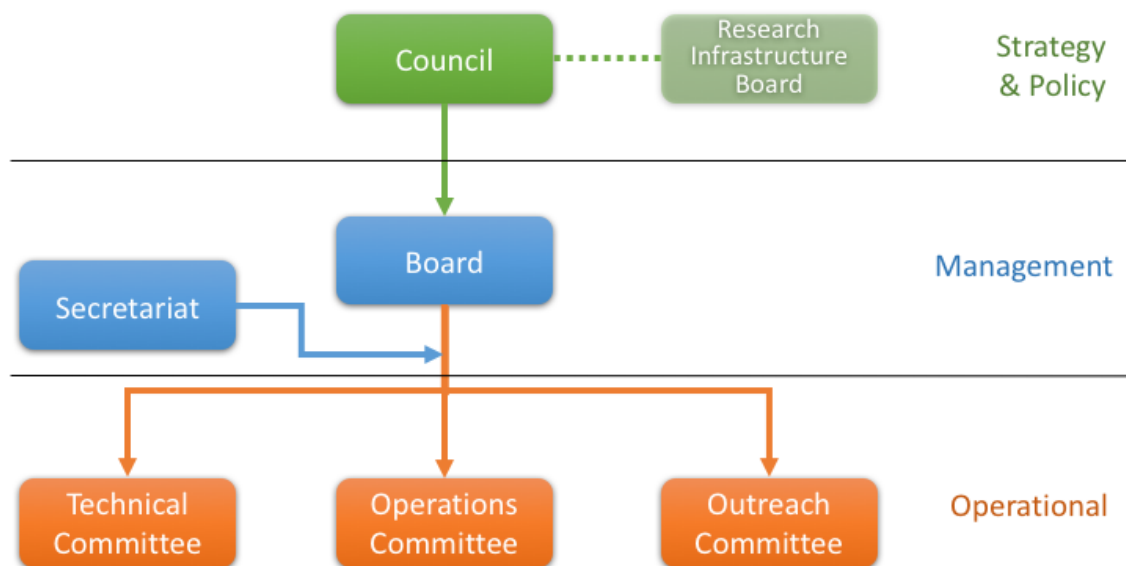 Council
Research
Infrastructure
Board
Strategy
& Policy
Board
Management
Secretariat
Technical
Committee
Operations
Committee
Outreach
Committee
Operational